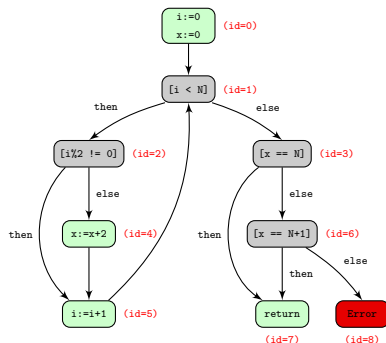 i:=0
x:=0
(id=0)
[i < N]
(id=1)
then
else
[i%2 != 0]
(id=2)
[x == N]
(id=3)
else
else
then
x:=x+2
(id=4)
then
[x == N+1]
(id=6)
then
else
i:=i+1
(id=5)
return
Error
(id=7)
(id=8)